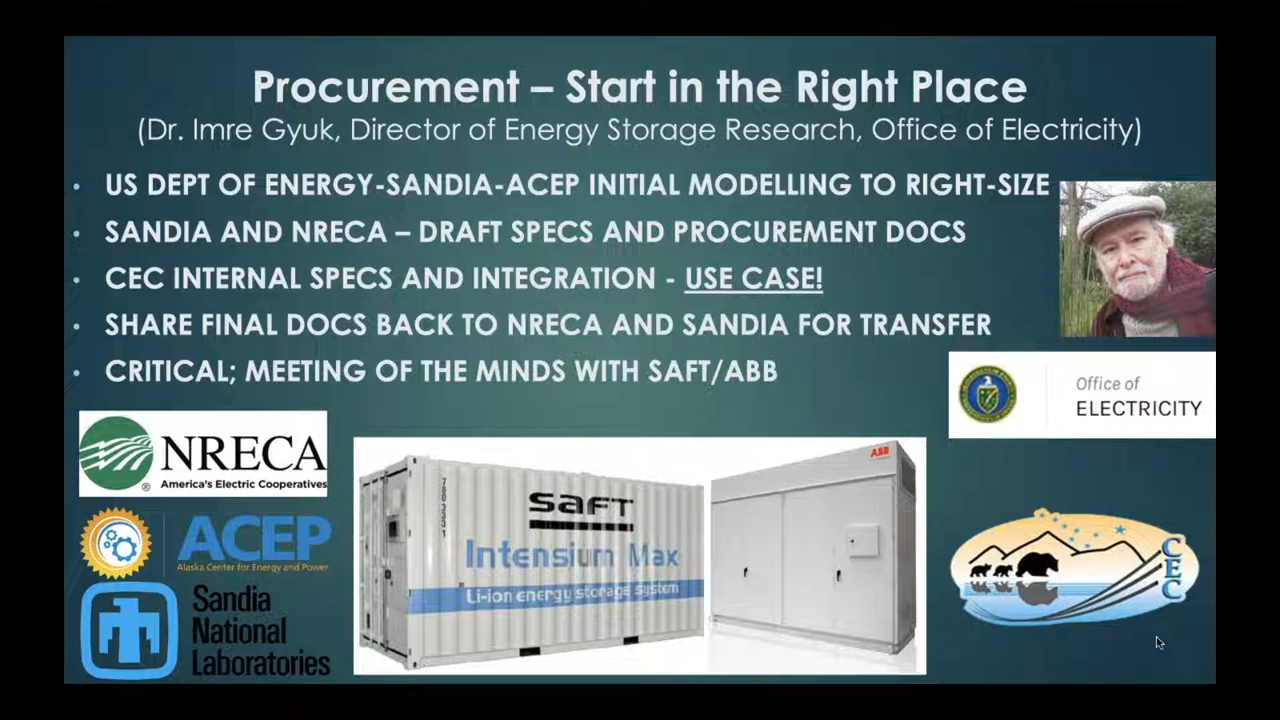 Procurement – Start in the Right Place
(Dr. Imre Gyuk, Director of Energy Storage Research, Office of Electricity)
• US DEPT OF ENERGY-SANDIA-ACEP INITIAL MODELLING TO RIGHT-SIZE
• SANDIA AND NRECA – DRAFT SPECS AND PROCUREMENT DOCS
• CEC INTERNAL SPECS AND INTEGRATION - USE CASE!
• SHARE FINAL DOCS BACK TO NRECA AND SANDIA FOR TRANSFER
• CRITICAL; MEETING OF THE MINDS WITH SAFT/ABB
Office of
ELECTRICITY
NRECA
®
America's Electric Cooperatives
ACEP
Alaska Center for Energy and Power
Sandia
National
Laboratories
saft
Intensium Max
Li-ion energy storage system
ABB
CEC